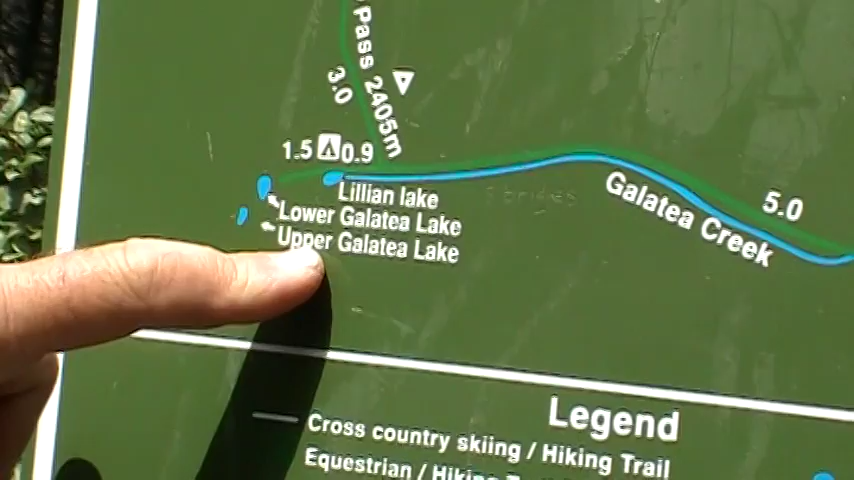 Pass 2405m
3.0
1.5 0.9
Lillian lake
Lower Galatea Lake
Upper Galatea Lake
Galatea Creek
5.0
Legend
Cross country skiing / Hiking Trail
Equestrian / Hiking